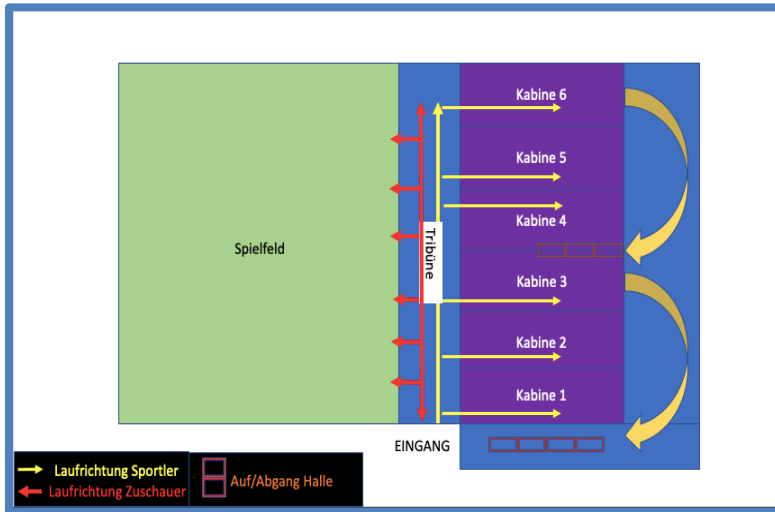 Kabine 6
Kabine 5
Kabine 4
Tribüne
Spielfeld
Kabine 3
Kabine 2
Kabine 1
EINGANG
Laufrichtung Sportler
Laufrichtung Zuschauer
Auf/Abgang Halle